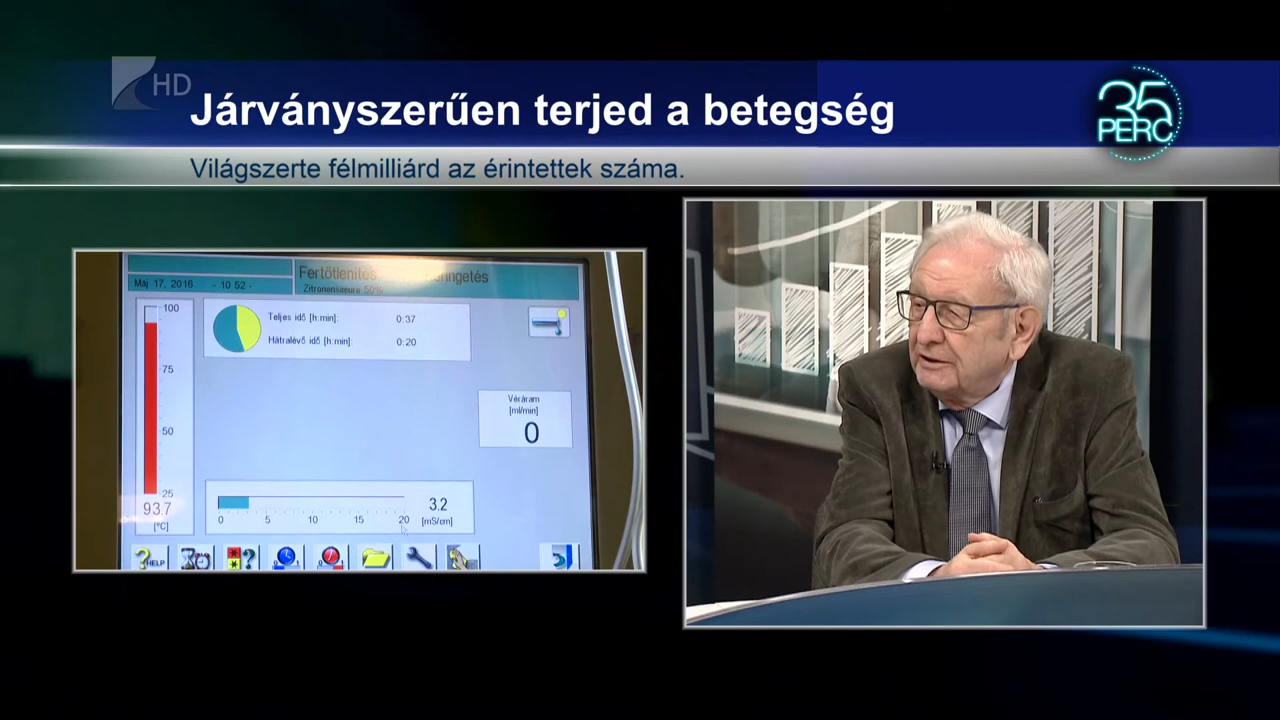 HD
Járványszerűen terjed a betegség
35
PERC
Világszerte félmilliárd az érintettek száma.
Fertőtlenítés
Máj 17, 2016 - 10 52 -
Zitronensaeure 50%
100
75
50
25
93.7
[°C]
Teljes idő [h:min]: 0:37
Hátralévő idő [h:min]: 0:20
Véráram
[ml/min]
0
0 5 10 15 20
3.2
[mS/cm]
? HELP